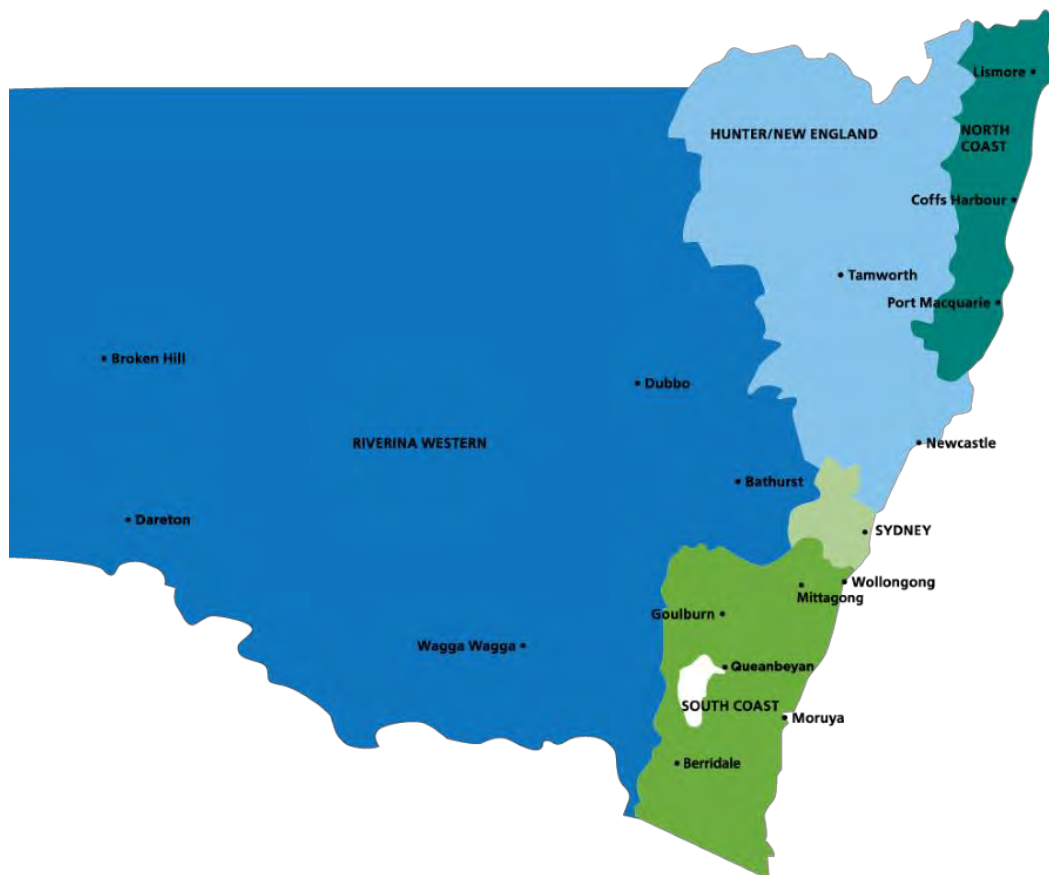 Lismore
HUNTER/NEW ENGLAND
NORTH
COAST
Coffs Harbour
Tamworth
Port Macquarie
Broken Hill
Dubbo
RIVERINA WESTERN
Newcastle
Bathurst
Dareton
SYDNEY
Wollongong
Mittagong
Goulburn
Wagga Wagga
Queanbeyan
SOUTH COAST
Moruya
Berridale